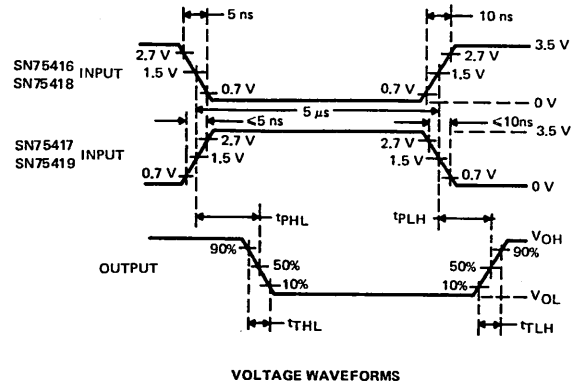 5 ns
10 ns
SN75416
SN75418
INPUT
2.7 V
1.5 V
0.7 V
0.7 V
2.7 V
1.5 V
3.5 V
0 V
5 µs
≤5 ns
≤10ns
SN75417
SN75419
INPUT
0.7 V
1.5 V
2.7 V
2.7 V
1.5 V
0.7 V
3.5 V
0 V
tPHL
tPLH
OUTPUT
90%
50%
10%
50%
10%
90%
VOH
VOL
tTHL
tTLH
VOLTAGE WAVEFORMS